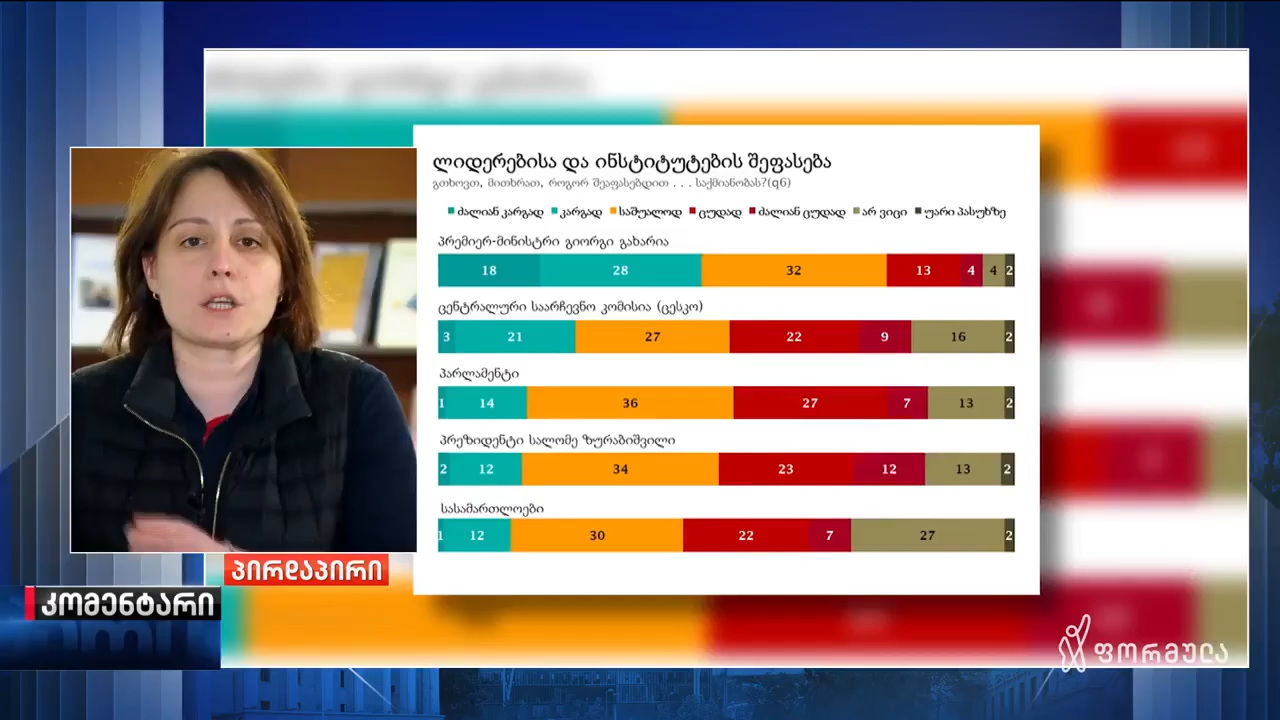 ლიდერებისა და ინსტიტუტების შეფასება
გთხოვთ, მითხრათ, როგორ შეაფასებდით . . . საქმიანობას?(q6)
ძალიან კარგად კარგად საშუალოდ ცუდად ძალიან ცუდად არ ვიცი უარი პასუხზე
პრემიერ-მინისტრი გიორგი გახარია
18 28 32 13 4 4 2
ცენტრალური საარჩევნო კომისია (ცესკო)
3 21 27 22 9 16 2
პარლამენტი
1 14 36 27 7 13 2
პრეზიდენტი სალომე ზურაბიშვილი
2 12 34 23 12 13 2
სასამართლოები
1 12 30 22 7 27 2
პირდაპირი
კომენტარი
ფორმულა